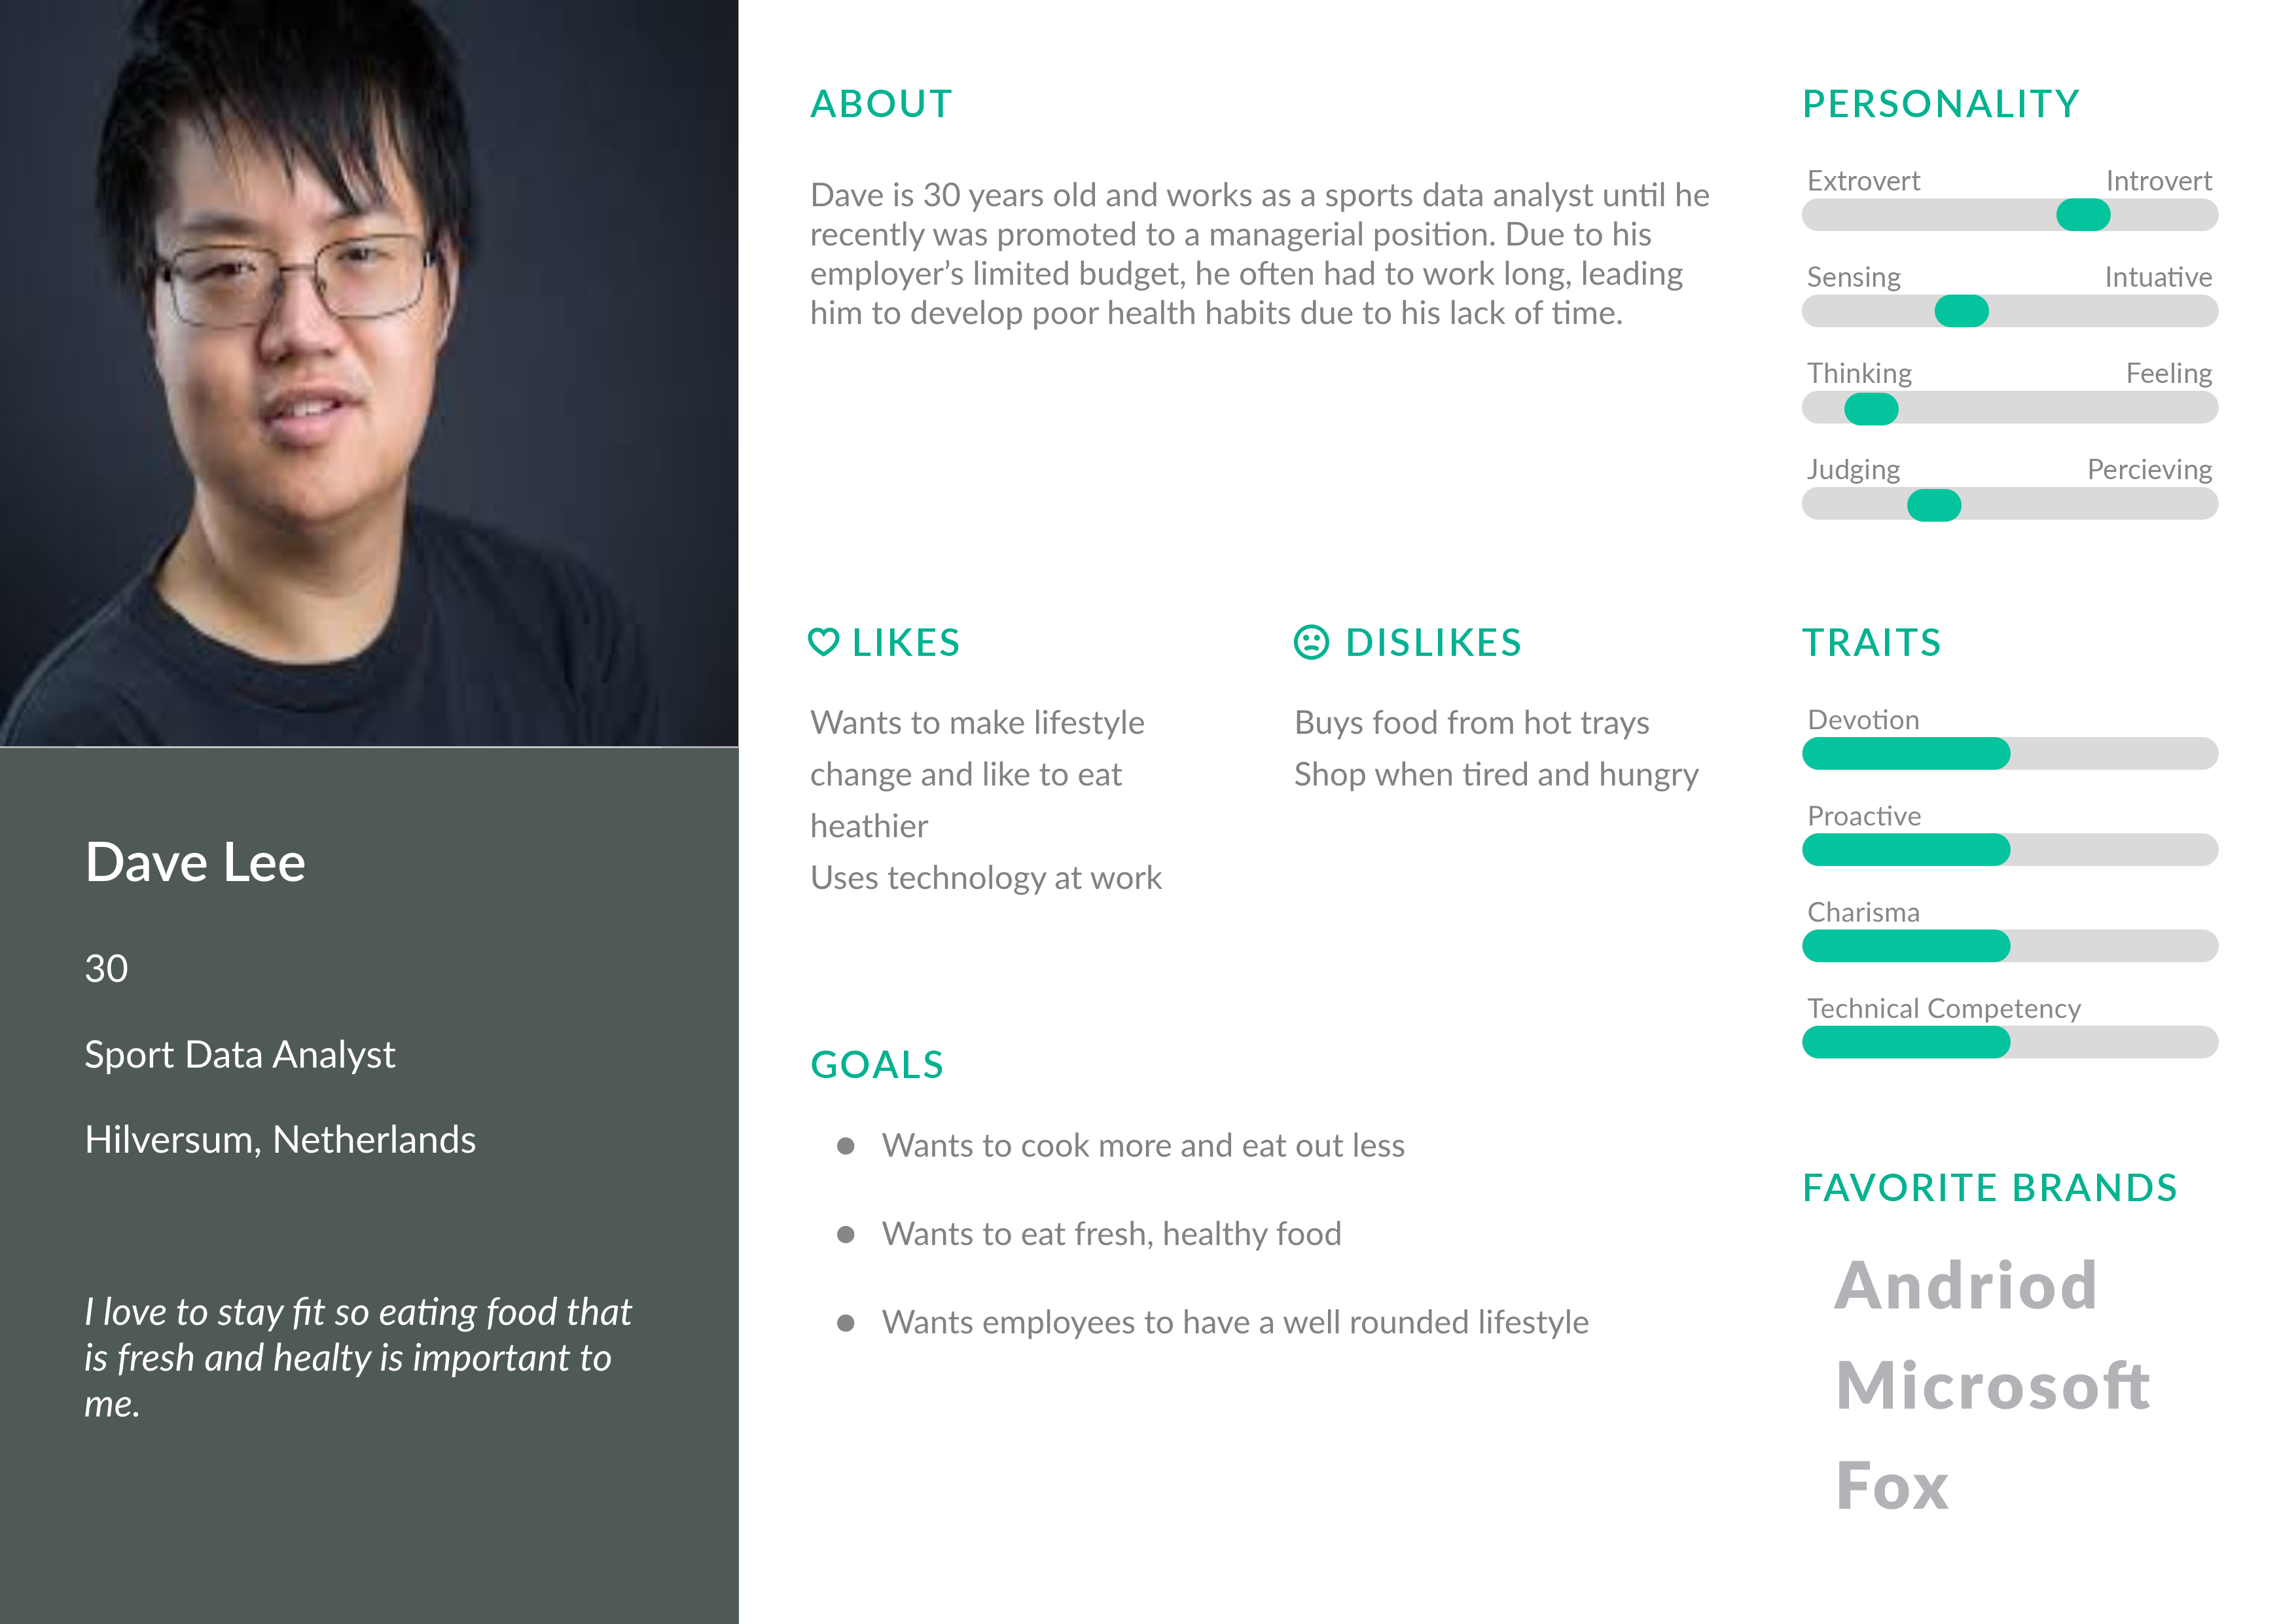 Dave Lee
30
Sport Data Analyst
Hilversum, Netherlands
I love to stay fit so eating food that
is fresh and healty is important to
me.
ABOUT
Dave is 30 years old and works as a sports data analyst until he
recently was promoted to a managerial position. Due to his
employer’s limited budget, he often had to work long, leading
him to develop poor health habits due to his lack of time.
LIKES
Wants to make lifestyle
change and like to eat
heathier
Uses technology at work
DISLIKES
Buys food from hot trays
Shop when tired and hungry
GOALS
● Wants to cook more and eat out less
● Wants to eat fresh, healthy food
● Wants employees to have a well rounded lifestyle
PERSONALITY
Extrovert Introvert
Sensing Intuative
Thinking Feeling
Judging Percieving
TRAITS
Devotion
Proactive
Charisma
Technical Competency
FAVORITE BRANDS
Andriod
Microsoft
Fox